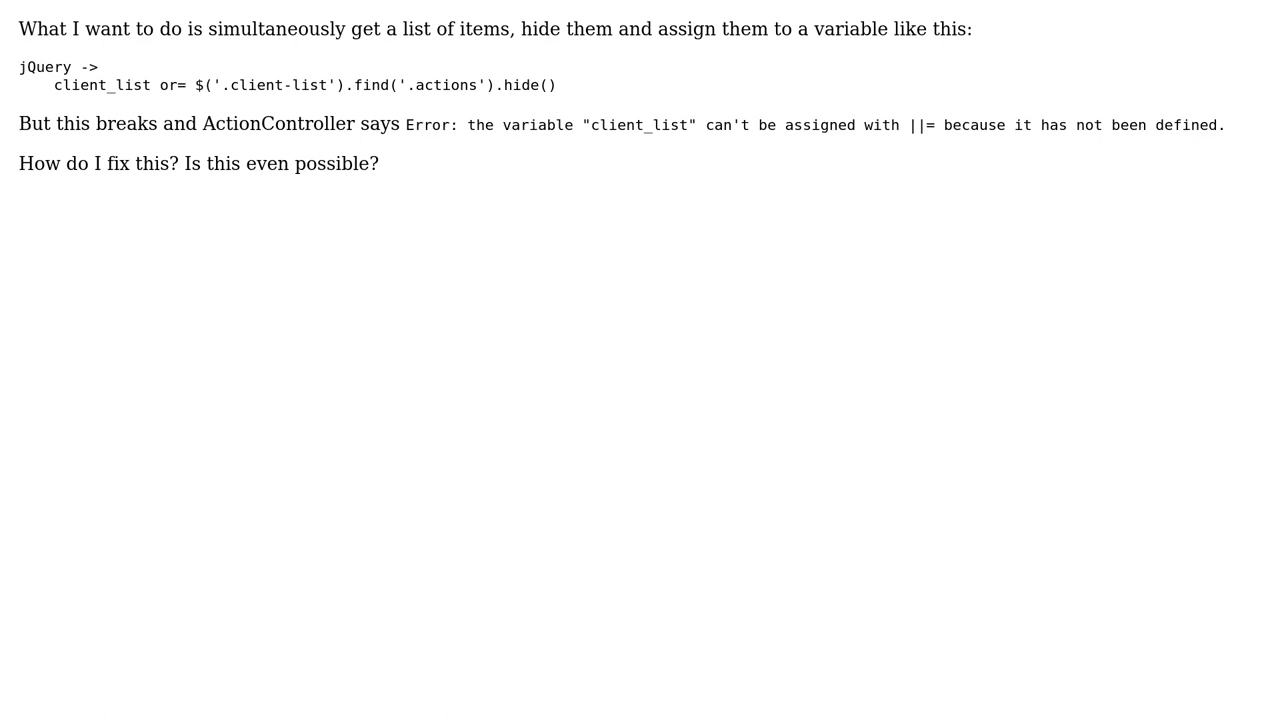 What I want to do is simultaneously get a list of items, hide them and assign them to a variable like this:
jQuery ->
    client_list or= $('.client-list').find('.actions').hide()
But this breaks and ActionController says Error: the variable "client_list" can't be assigned with ||= because it has not been defined.
How do I fix this? Is this even possible?